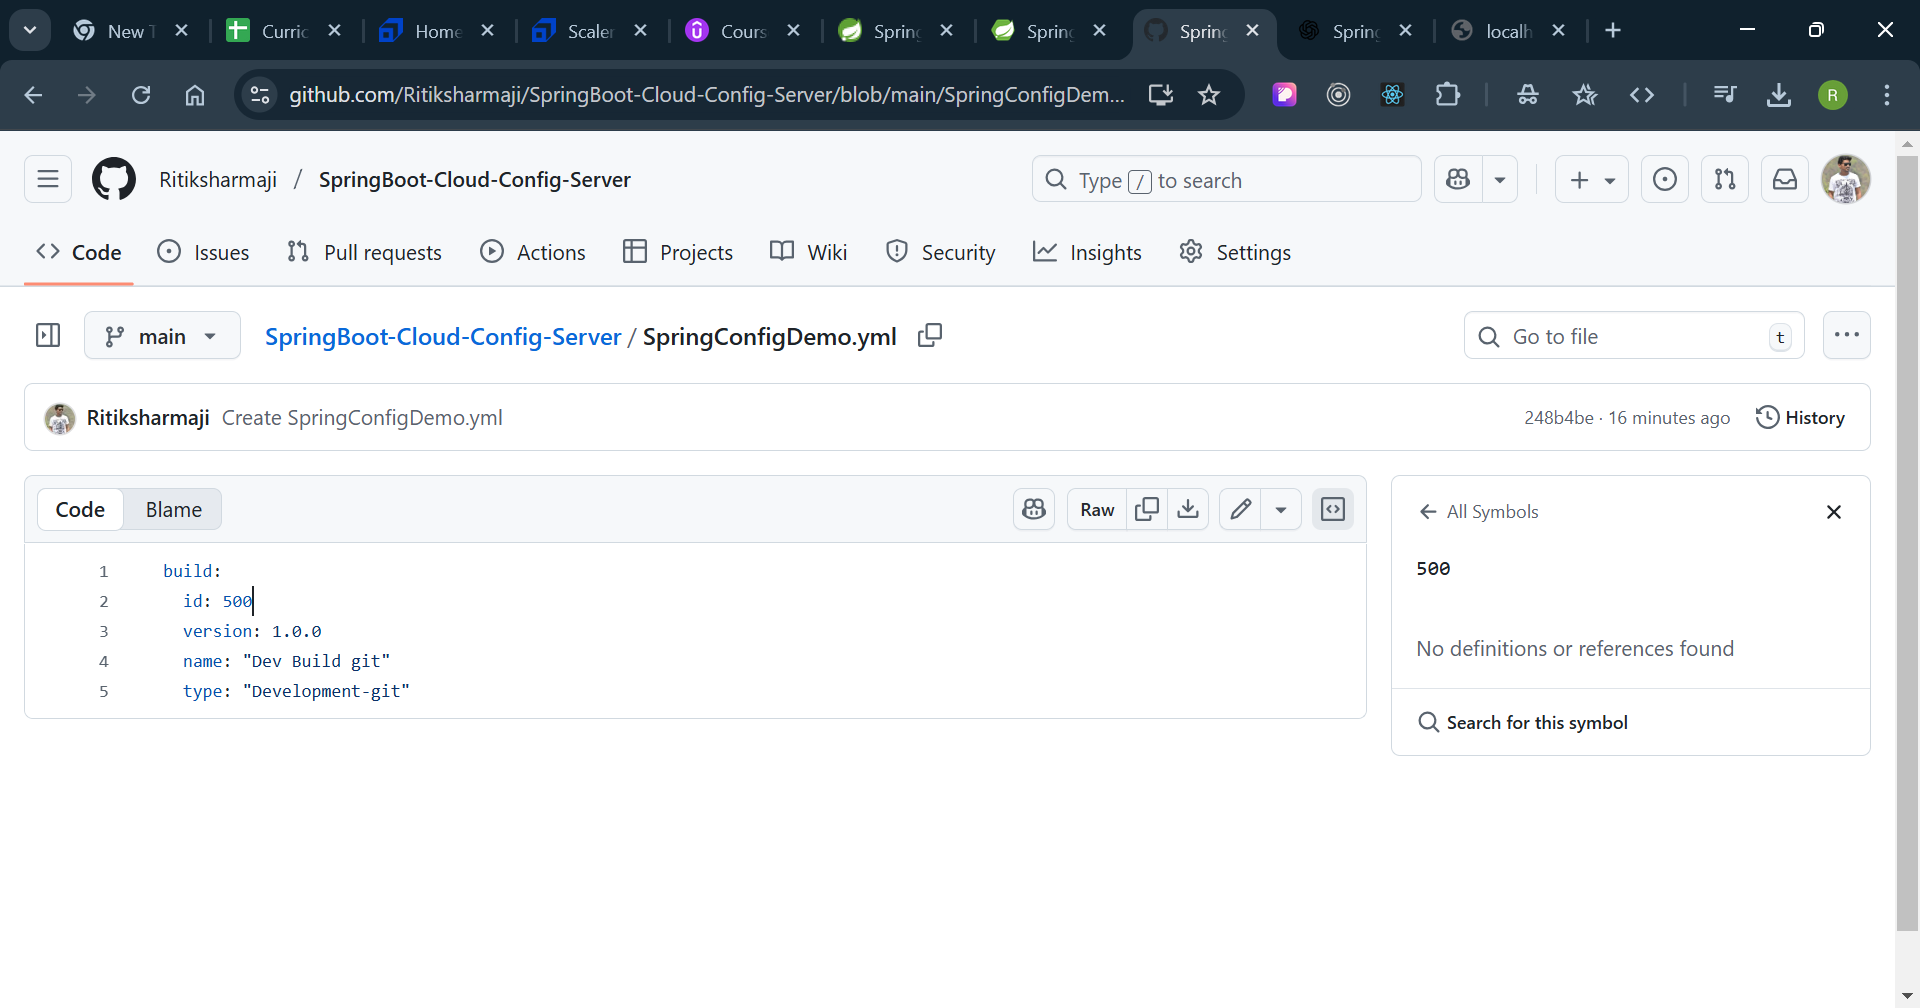 New T
Curric
Home
Scaler
Cours
Spring
Spring
Spring
Spring
localh
github.com/Ritiksharmaji/SpringBoot-Cloud-Config-Server/blob/main/SpringConfigDem...
R
Ritiksharmaji / SpringBoot-Cloud-Config-Server
Type / to search
Code
Issues
Pull requests
Actions
Projects
Wiki
Security
Insights
Settings
main
SpringBoot-Cloud-Config-Server / SpringConfigDemo.yml
Go to file
t
Ritiksharmaji Create SpringConfigDemo.yml
248b4be · 16 minutes ago
History
Code
Blame
Raw
1 build:
2 id: 500
3 version: 1.0.0
4 name: "Dev Build git"
5 type: "Development-git"
All Symbols
500
No definitions or references found
Search for this symbol